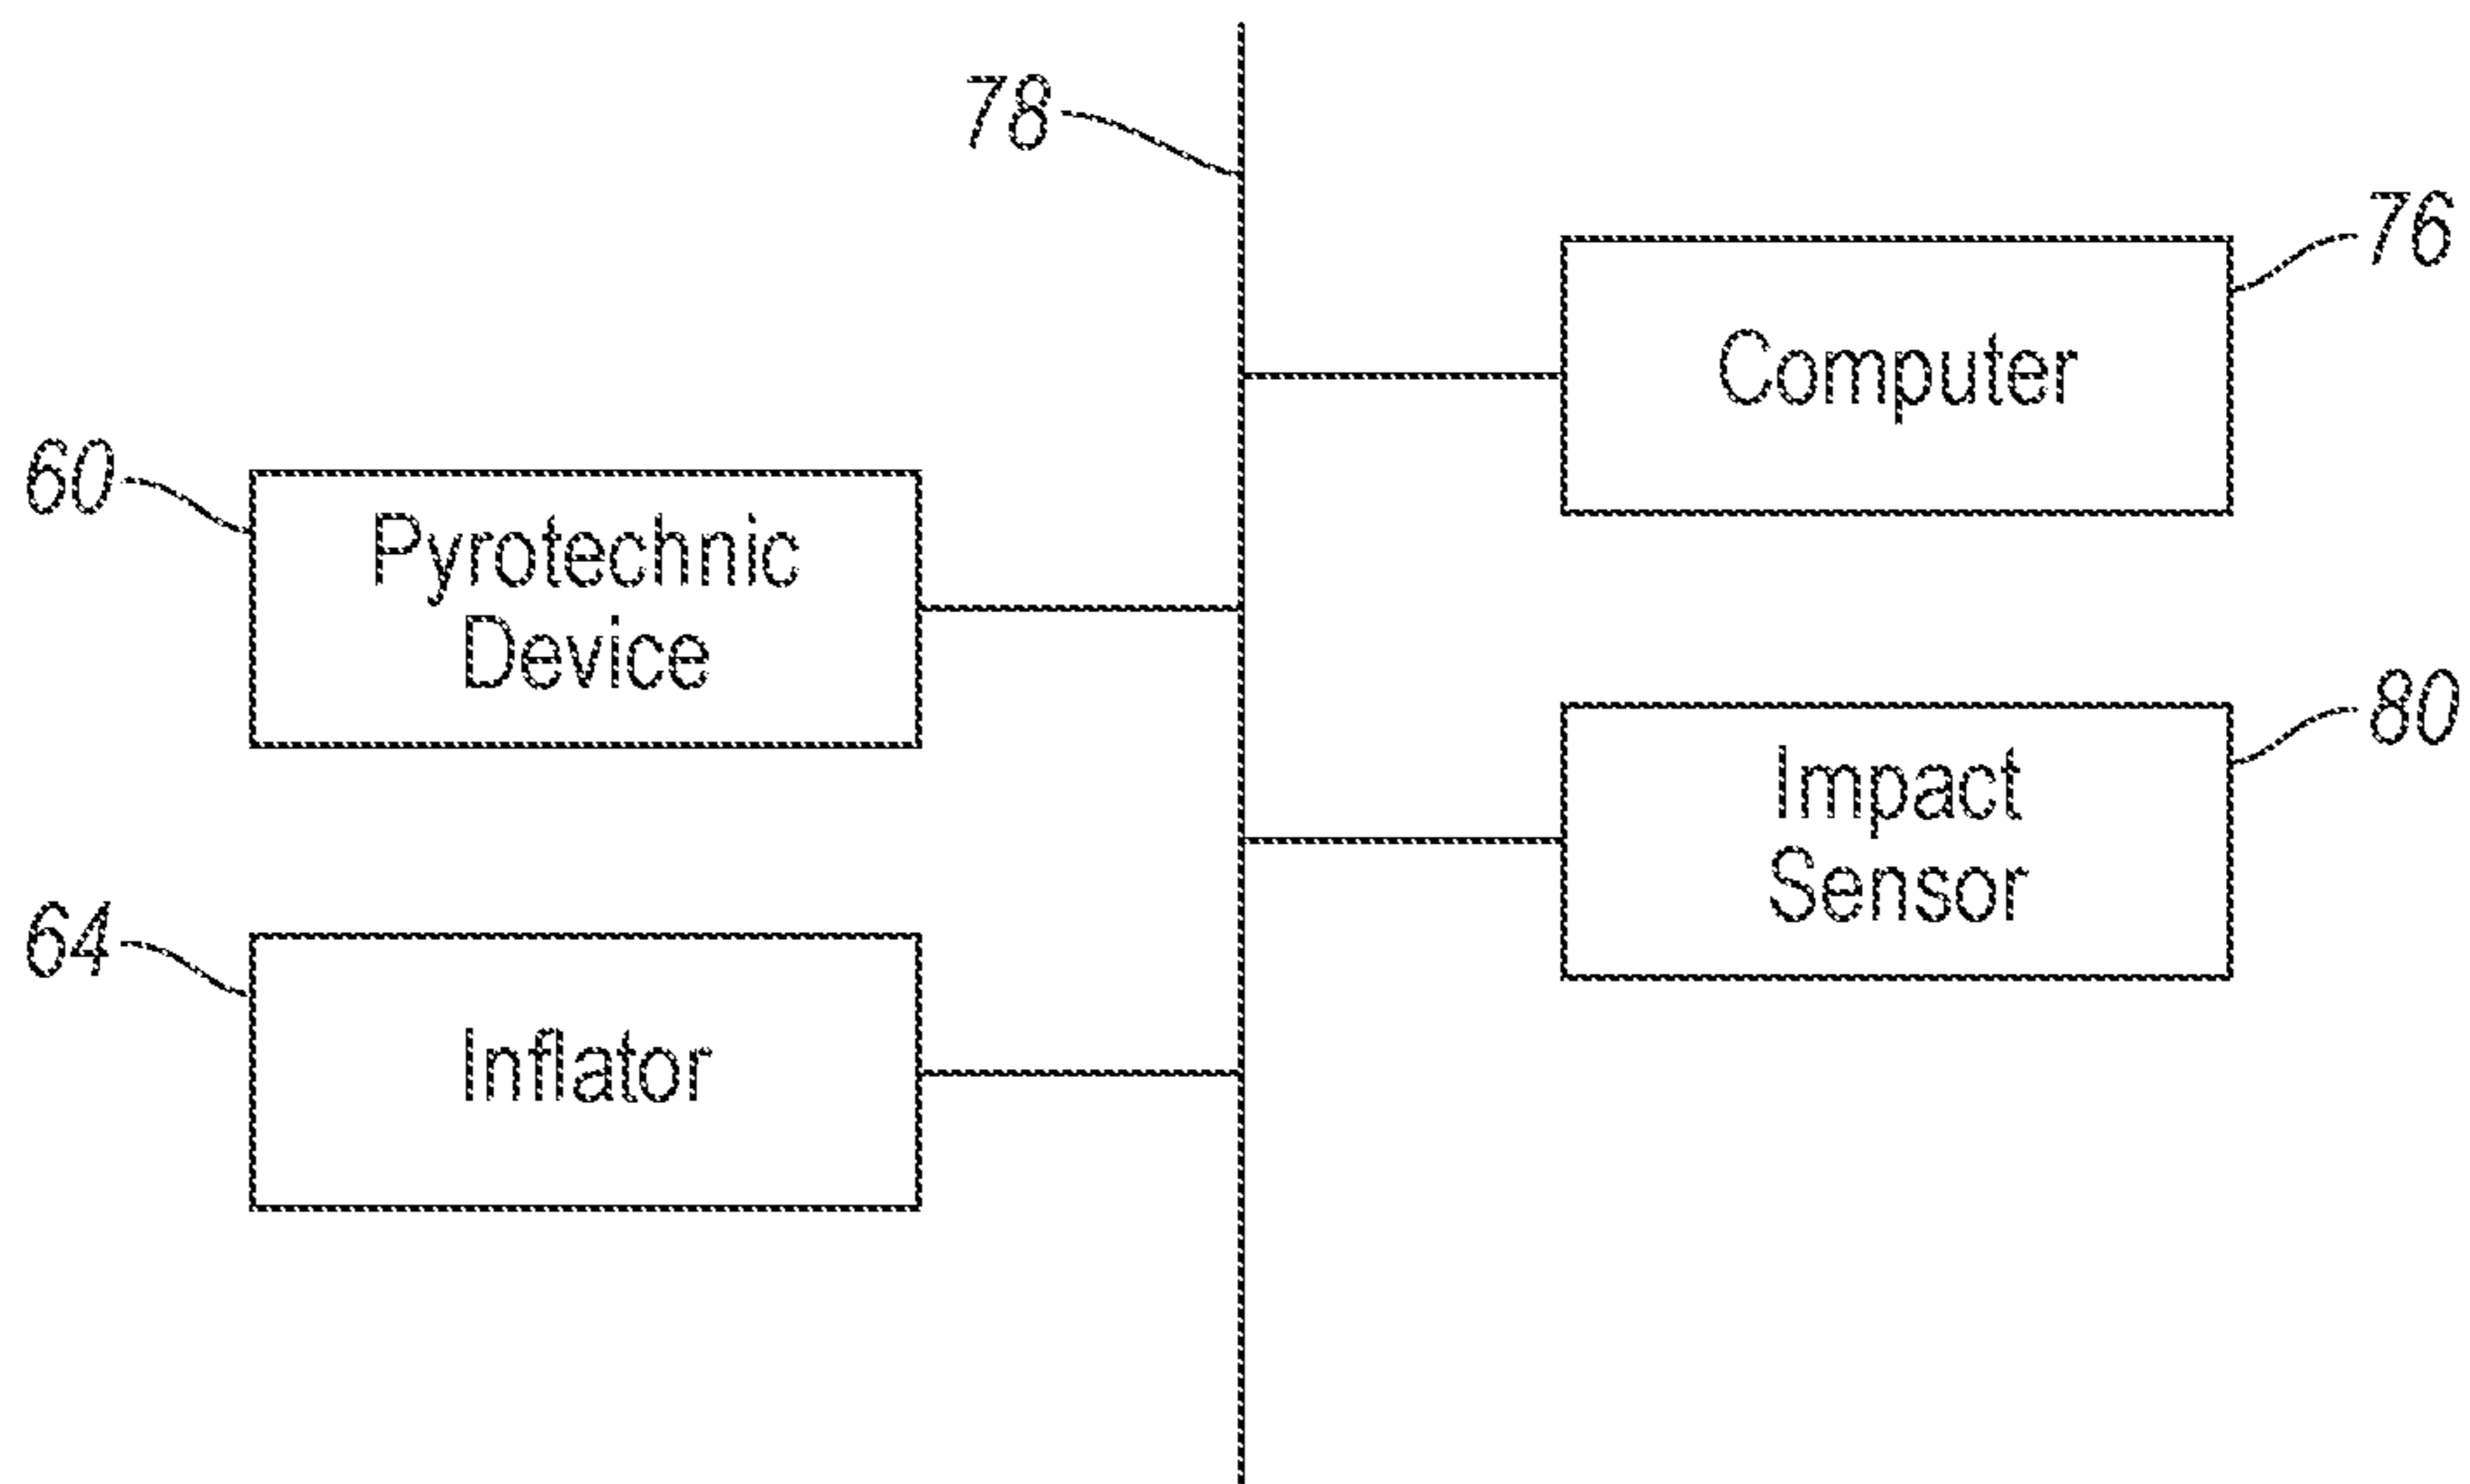 78
76
Computer
60
Pyrotechnic
Device
80
Impact
Sensor
64
Inflator